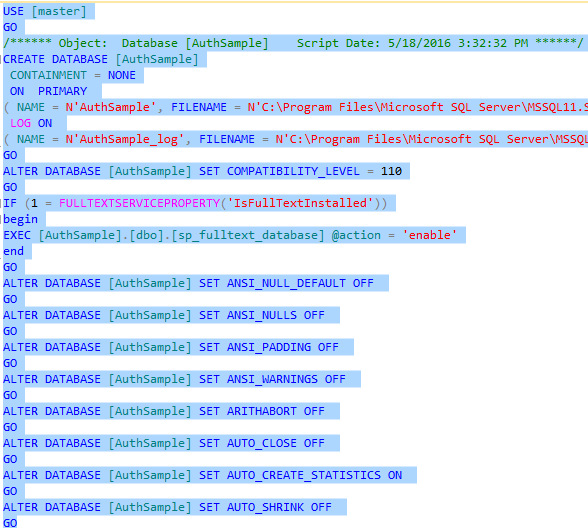 USE [master]
GO
/****** Object:  Database [AuthSample]    Script Date: 5/18/2016 3:32:32 PM ******/
CREATE DATABASE [AuthSample]
 CONTAINMENT = NONE
 ON  PRIMARY
( NAME = N'AuthSample', FILENAME = N'C:\Program Files\Microsoft SQL Server\MSSQL11.S
 LOG ON
( NAME = N'AuthSample_log', FILENAME = N'C:\Program Files\Microsoft SQL Server\MSSQL
GO
ALTER DATABASE [AuthSample] SET COMPATIBILITY_LEVEL = 110
GO
IF (1 = FULLTEXTSERVICEPROPERTY('IsFullTextInstalled'))
begin
EXEC [AuthSample].[dbo].[sp_fulltext_database] @action = 'enable'
end
GO
ALTER DATABASE [AuthSample] SET ANSI_NULL_DEFAULT OFF
GO
ALTER DATABASE [AuthSample] SET ANSI_NULLS OFF
GO
ALTER DATABASE [AuthSample] SET ANSI_PADDING OFF
GO
ALTER DATABASE [AuthSample] SET ANSI_WARNINGS OFF
GO
ALTER DATABASE [AuthSample] SET ARITHABORT OFF
GO
ALTER DATABASE [AuthSample] SET AUTO_CLOSE OFF
GO
ALTER DATABASE [AuthSample] SET AUTO_CREATE_STATISTICS ON
GO
ALTER DATABASE [AuthSample] SET AUTO_SHRINK OFF
GO